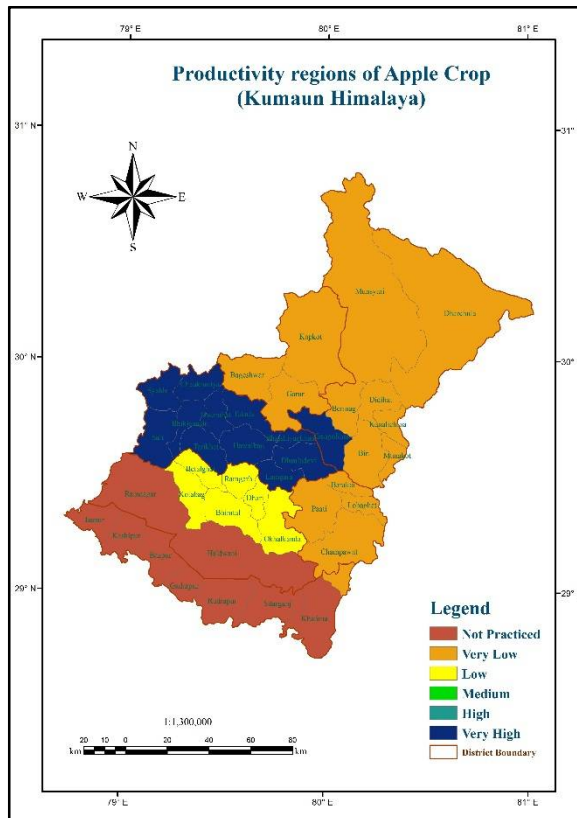 79° E
80° E
81° E
Productivity regions of Apple Crop
(Kumaun Himalaya)
31° N
31° N
N
W
E
S
Munsyari
Dharchula
Kapkot
30° N
30° N
Bageshwar
Garur
Berinag
Didihat
Bin
Munakot
Barakot
Lohaghat
Paati
Champawat
Betalghat
Ramgarh
Dhari
Kotabag
Bhimtal
Okhalkanda
Ramnagar
Jaspur
Kashipur
Bazpur
Haldwani
Gadarpur
Rudrapur
Sitarganj
Khatima
29° N
29° N
Legend
Not Practiced
Very Low
Low
Medium
High
Very High
District Boundary
1:1,300,000
20 10 0 20 40 60 80
km km
79° E
80° E
81° E